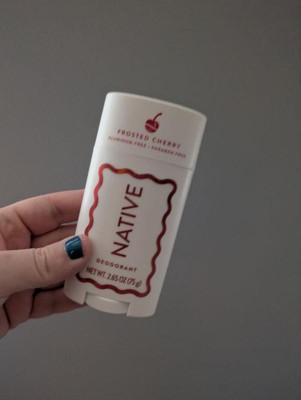 FROSTED CHERRY
ALUMINUM FREE • PARABEN FREE
NATIVE
DEODORANT
NET WT. 2.65 OZ (75 g)